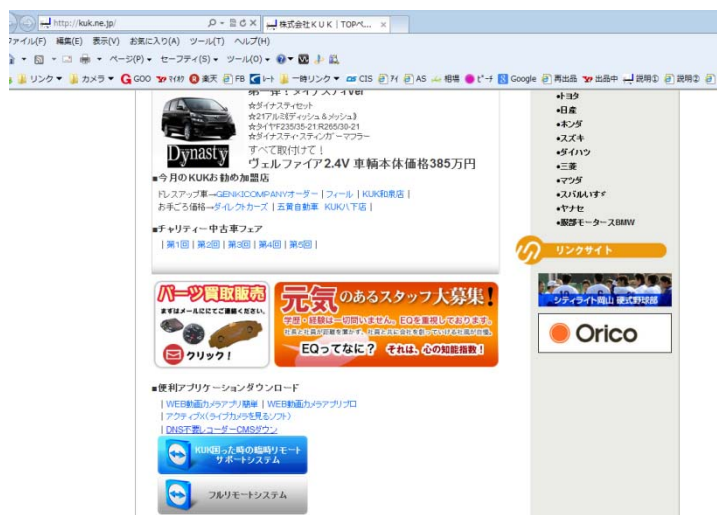 http://kuk.ne.jp/
株式会社KUK | TOPペ...
ファイル(F) 編集(E) 表示(V) お気に入り(A) ツール(T) ヘルプ(H)
ページ(P) セーフティ(S) ツール(O)
リンク カメラ GOO 楽天 FB ﾚｰﾄ 一時リンク CIS AS 相場 Google 再出品 出品中 説明① 説明②
☆ダイナスティセット
☆21アルミ(ディッシュ&メッシュ)
☆タイヤF235/35-21:R265/30-21
☆ダイナスティ・スティンガーマフラー
すべて取付けて！
Dynasty
ヴェルファイア2.4V 車輌本体価格385万円
■今月のKUKお勧め加盟店
ドレスアップ車→GENKICOMPANYオーダー | フィール | KUK和泉店 |
お手ごろ価格→ダイレクトカーズ | 五貫自動車 KUK八下店 |
■チャリティー中古車フェア
| 第1回 | 第2回 | 第3回 | 第4回 | 第5回 |
パーツ買取販売
まずはメールにてご連絡ください。
クリック！
元気のあるスタッフ大募集！
学歴・経験は一切問いません。EQを重視しております。
EQってなに？ それは、心の知能指数！
■便利アプリケーションダウンロード
| WEB動画カメラアプリ簡単 | WEB動画カメラアプリプロ
| アクティブX(ライブカメラを見るソフト)
| DNS不要レコーダーCMSダウン
KUK困った時の臨時リモート
サポートシステム
フルリモートシステム
•トヨタ
•日産
•ホンダ
•スズキ
•ダイハツ
•三菱
•マツダ
•スバルいすゞ
•ヤナセ
•服部モータースBMW
リンクサイト
シティライト岡山 硬式野球部
Orico